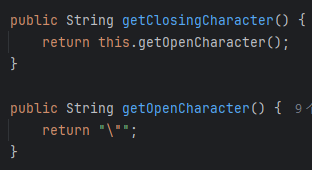 public String getClosingCharacter() {
    return this.getOpenCharacter();
}
public String getOpenCharacter() { 9
    return "\"";
}